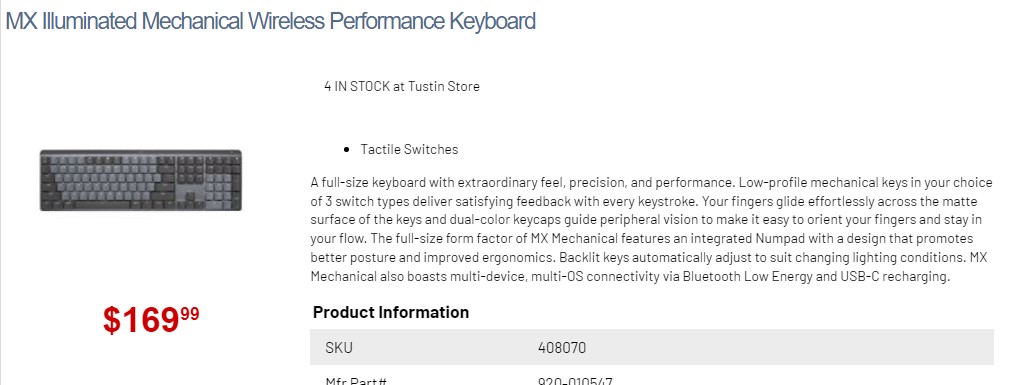 MX Illuminated Mechanical Wireless Performance Keyboard
4 IN STOCK at Tustin Store
• Tactile Switches
A full-size keyboard with extraordinary feel, precision, and performance. Low-profile mechanical keys in your choice
of 3 switch types deliver satisfying feedback with every keystroke. Your fingers glide effortlessly across the matte
surface of the keys and dual-color keycaps guide peripheral vision to make it easy to orient your fingers and stay in
your flow. The full-size form factor of MX Mechanical features an integrated Numpad with a design that promotes
better posture and improved ergonomics. Backlit keys automatically adjust to suit changing lighting conditions. MX
Mechanical also boasts multi-device, multi-OS connectivity via Bluetooth Low Energy and USB-C recharging.
$169.99
Product Information
SKU 408070
Mfr Part# 920-010547